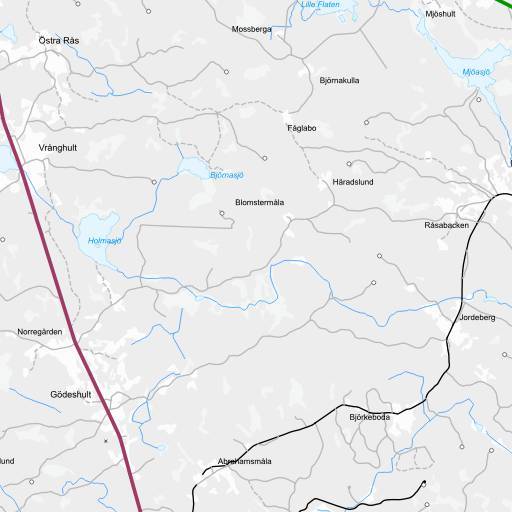 Lille Flaten
Mjöshult
Mossberga
Östra Rås
Mjöasjö
Björnakulla
Fåglabo
Vrånghult
Björnasjö
Häradslund
Blomstermåla
Råsabacken
Holmasjö
Jordeberg
Norregården
Gödeshult
Björkeboda
lund
Abrahamsmåla